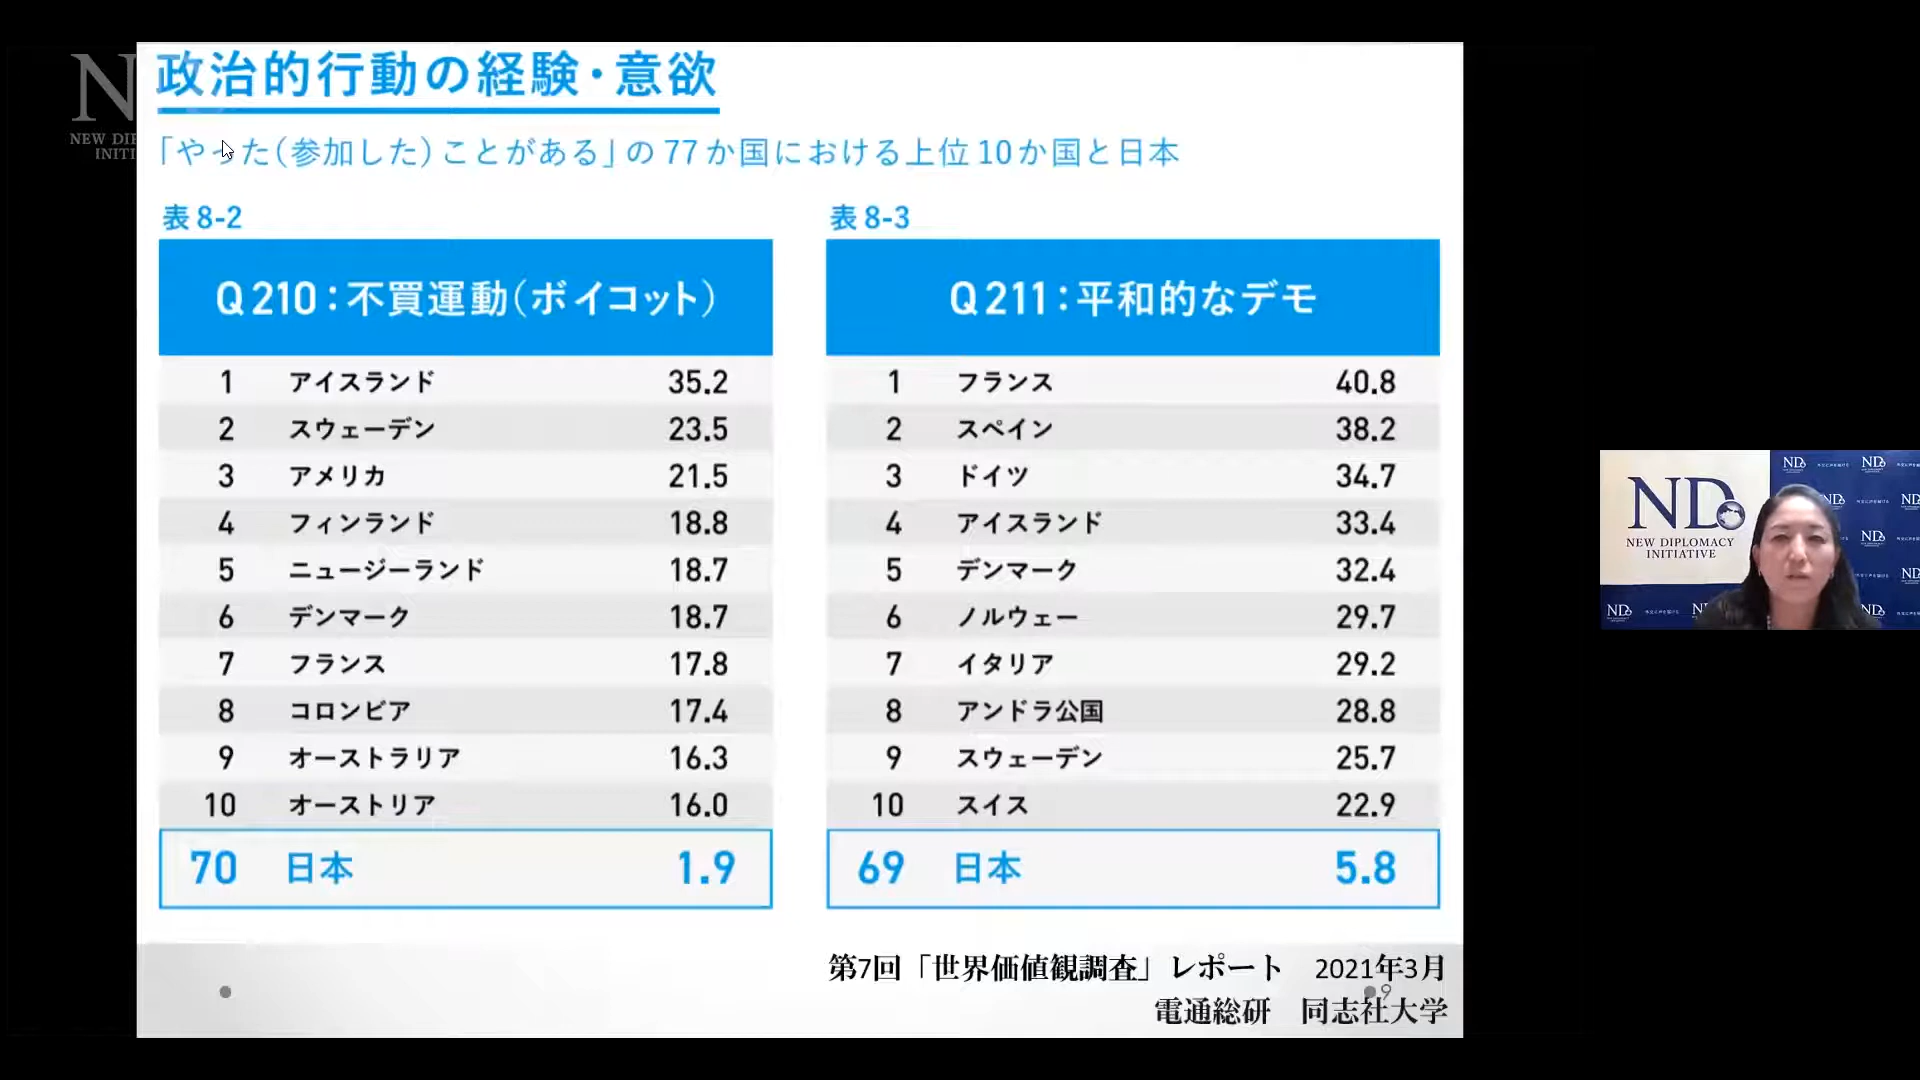 政治的行動の経験・意欲
「やった（参加した）ことがある」の77か国における上位10か国と日本
表8-2
Q210：不買運動（ボイコット）
1 アイスランド 35.2
2 スウェーデン 23.5
3 アメリカ 21.5
4 フィンランド 18.8
5 ニュージーランド 18.7
6 デンマーク 18.7
7 フランス 17.8
8 コロンビア 17.4
9 オーストラリア 16.3
10 オーストリア 16.0
70 日本 1.9
表8-3
Q211：平和的なデモ
1 フランス 40.8
2 スペイン 38.2
3 ドイツ 34.7
4 アイスランド 33.4
5 デンマーク 32.4
6 ノルウェー 29.7
7 イタリア 29.2
8 アンドラ公国 28.8
9 スウェーデン 25.7
10 スイス 22.9
69 日本 5.8
第7回「世界価値観調査」レポート 2021年3月
9
電通総研 同志社大学
N
NEW DI
INITI
ND
NEW DIPLOMACY
INITIATIVE
ND
ND
ND
ND
ND
ND
ND
ND